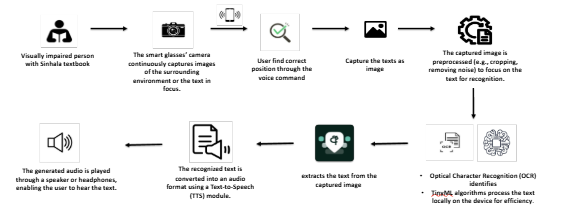 Visually impaired person
with Sinhala textbook
The smart glasses' camera
continuously captures images
of the surrounding
environment or the text in
focus.
User find correct
position through the
voice command
Capture the texts as
image
The captured image is
preprocessed (e.g., cropping,
removing noise) to focus on the
text for recognition.
OCR
• Optical Character Recognition (OCR)
identifies
• TinyML algorithms process the text
locally on the device for efficiency.
extracts the text from the
captured image
The recognized text is
converted into an audio
format using a Text-to-Speech
(TTS) module.
The generated audio is played
through a speaker or headphones,
enabling the user to hear the text.